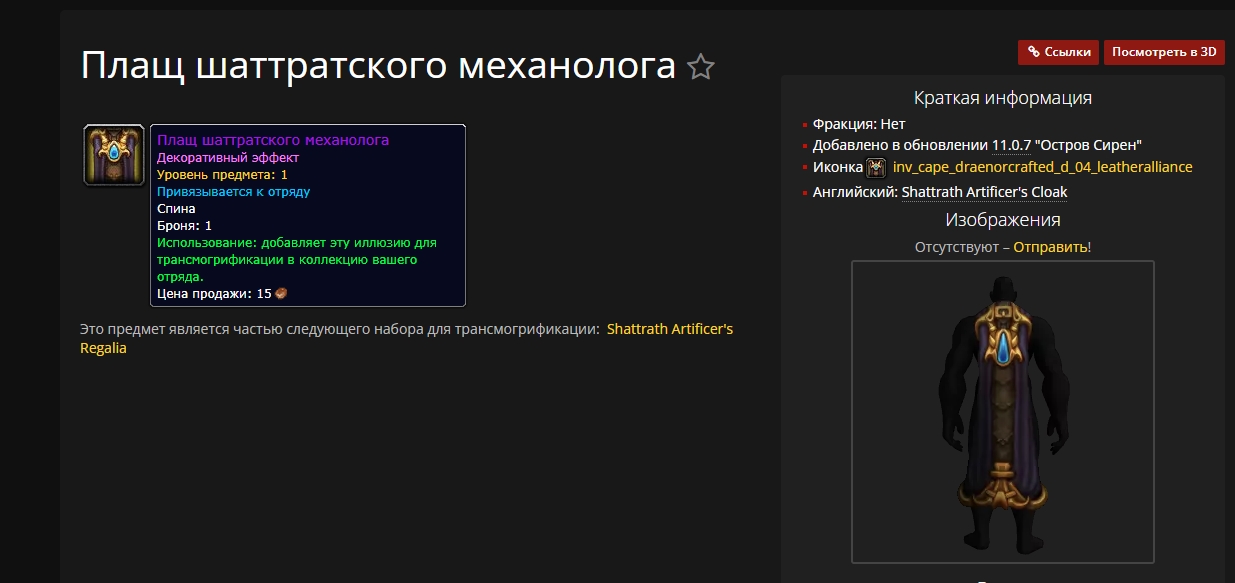 Плащ шаттратского механолога
Плащ шаттратского механолога
Декоративный эффект
Уровень предмета: 1
Привязывается к отряду
Спина
Броня: 1
Использование: добавляет эту иллюзию для
трансмогрификации в коллекцию вашего
отряда.
Цена продажи: 15
Это предмет является частью следующего набора для трансмогрификации: Shattrath Artificer's
Regalia
Ссылки
Посмотреть в 3D
Краткая информация
Фракция: Нет
Добавлено в обновлении 11.0.7 "Остров Сирен"
Иконка inv_cape_draenorcrafted_d_04_leatheralliance
Английский: Shattrath Artificer's Cloak
Изображения
Отсутствуют – Отправить!